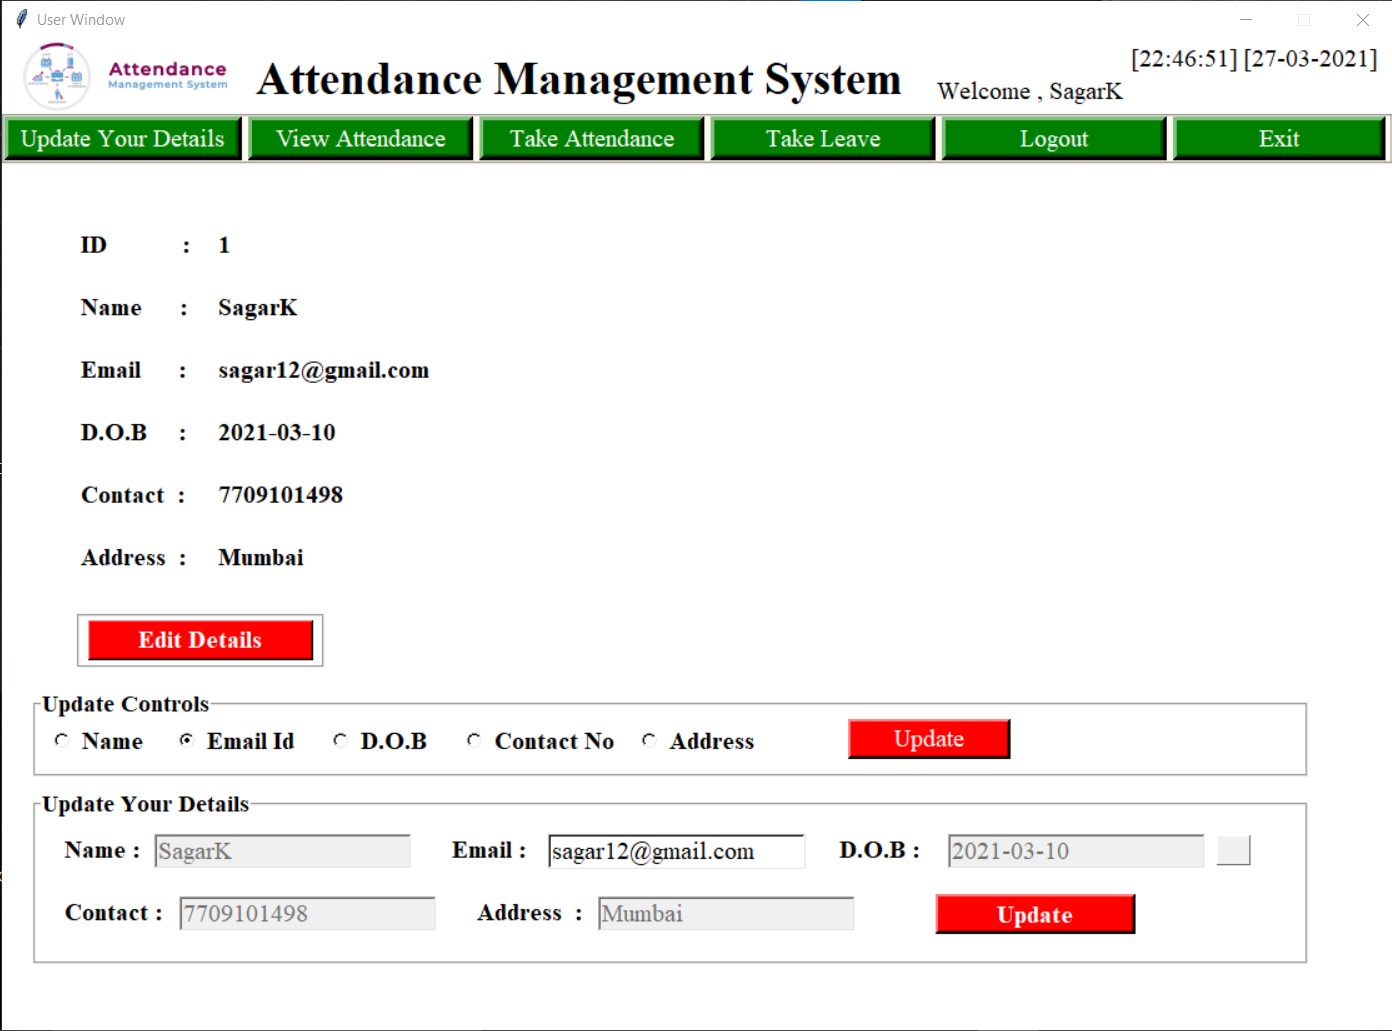 User Window
Attendance
Management System
Attendance Management System
[22:46:51] [27-03-2021]
Welcome , SagarK
Update Your Details View Attendance Take Attendance Take Leave Logout Exit
ID : 1
Name : SagarK
Email : sagar12@gmail.com
D.O.B : 2021-03-10
Contact : 7709101498
Address : Mumbai
Edit Details
Update Controls
Name Email Id D.O.B Contact No Address Update
Update Your Details
Name : SagarK Email : sagar12@gmail.com D.O.B : 2021-03-10
Contact : 7709101498 Address : Mumbai Update